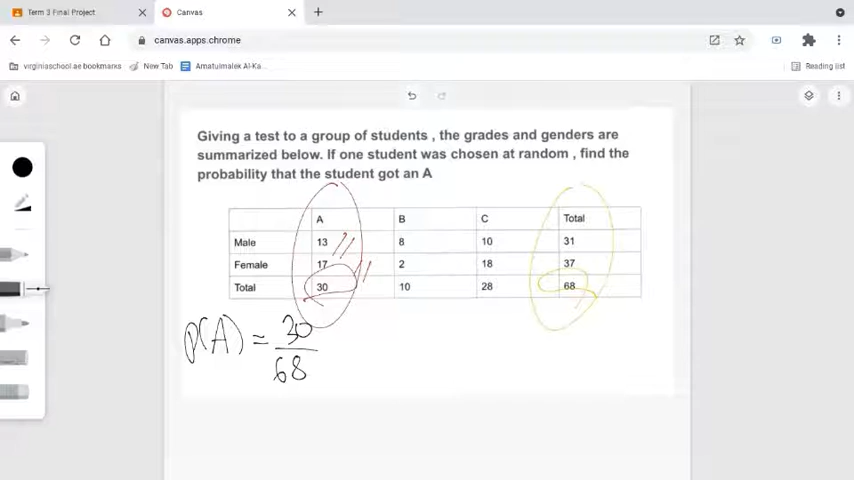 Term 3 Final Project
Canvas
canvas.apps.chrome
virginiaschool.ae bookmarks New Tab Amatulmalek Al-Ka... Reading list
Giving a test to a group of students , the grades and genders are
summarized below. If one student was chosen at random , find the
probability that the student got an A
A B C Total
Male 13 8 10 31
Female 17 2 18 37
Total 30 10 28 68
P(A) = 30/68